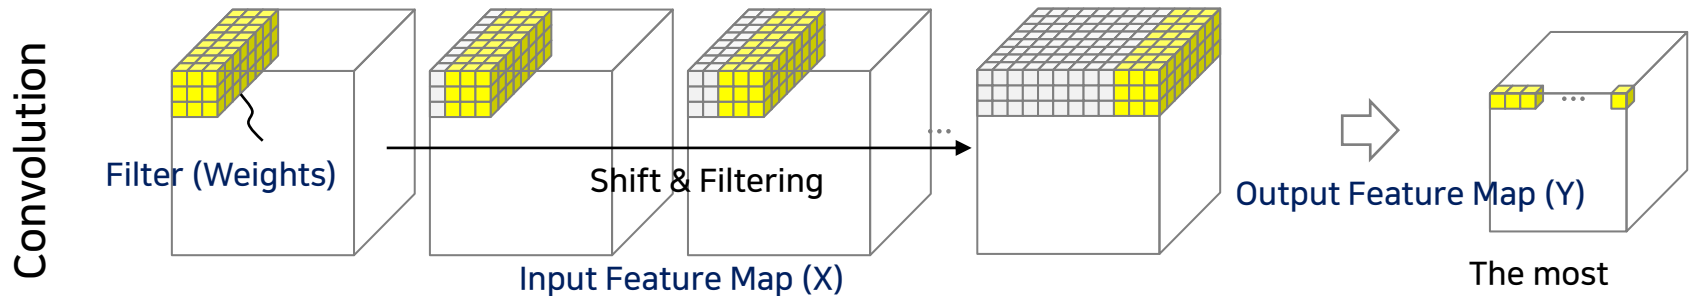 Convolution
Filter (Weights)
...
Shift & Filtering
Input Feature Map (X)
...
Output Feature Map (Y)
The most